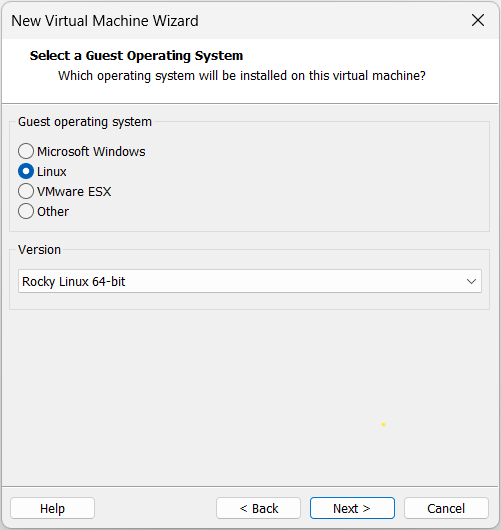 New Virtual Machine Wizard
Select a Guest Operating System
Which operating system will be installed on this virtual machine?
Guest operating system
Microsoft Windows
Linux
VMware ESX
Other
Version
Rocky Linux 64-bit
Help
< Back
Next >
Cancel